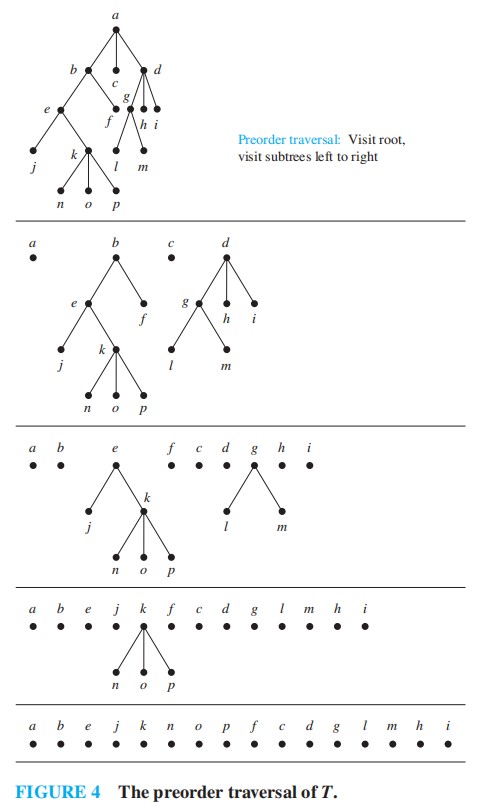 a
b d
c
e g
f h i
j k l m
n o p
Preorder traversal: Visit root,
visit subtrees left to right
a b c d
e g
f h i
j k l m
n o p
a b e f c d g h i
k
j l m
n o p
a b e j k f c d g l m h i
n o p
a b e j k n o p f c d g l m h i
FIGURE 4 The preorder traversal of T.